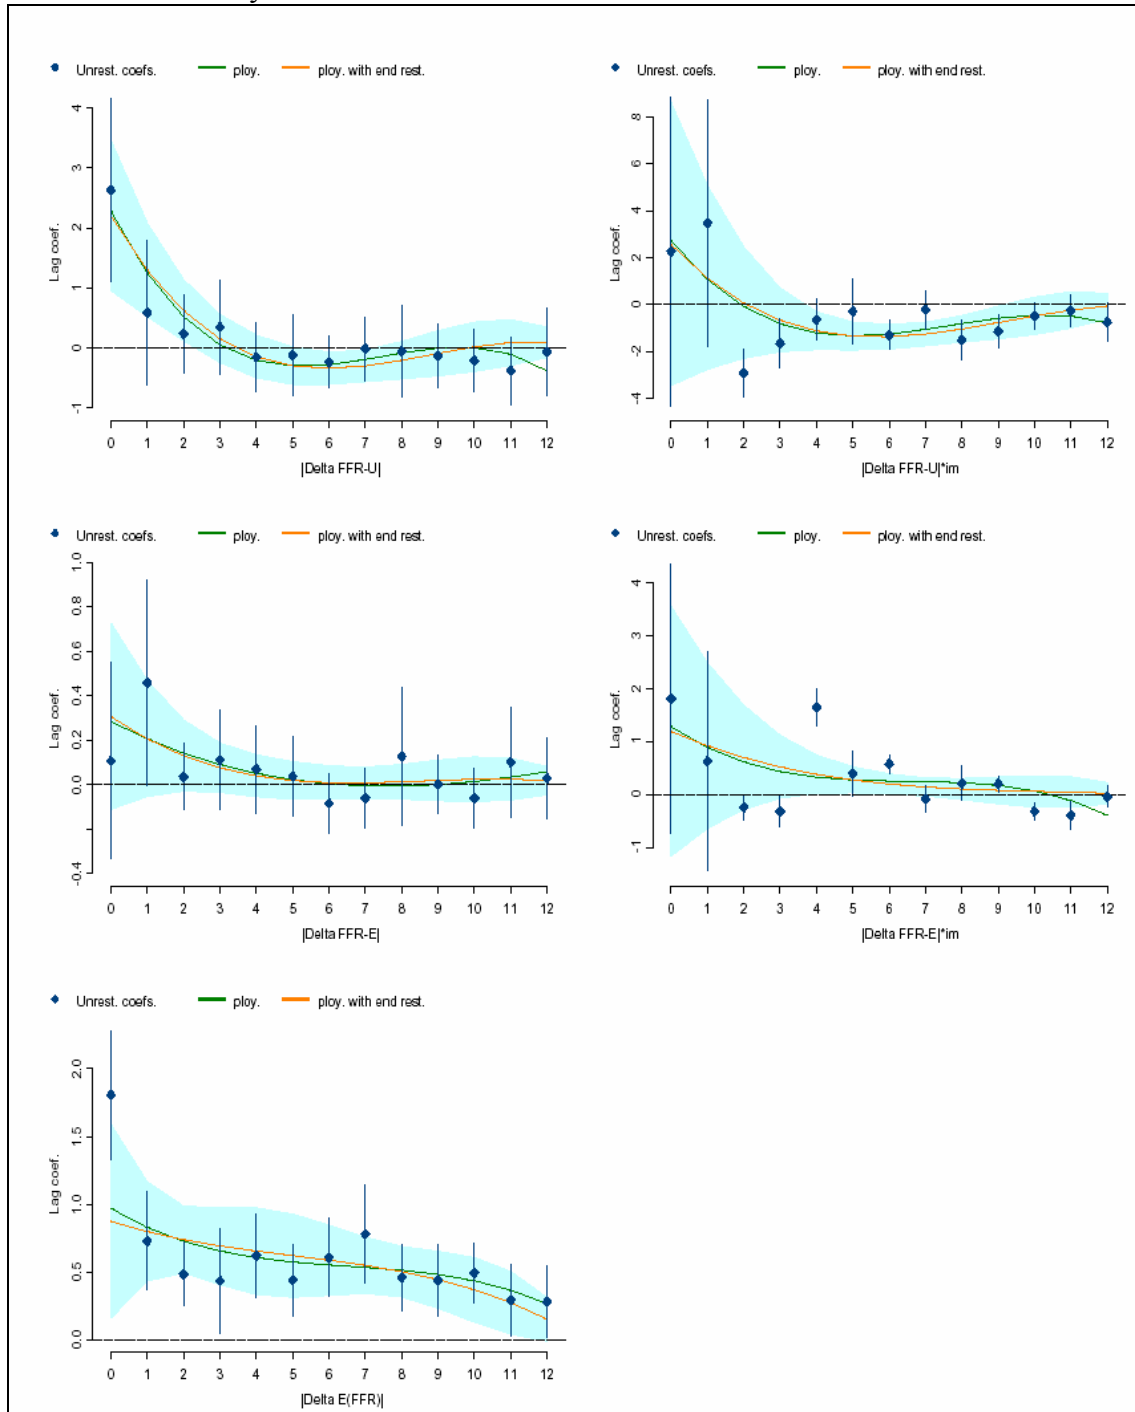 Unrest. coefs. ploy. ploy. with end rest.
4
3
2
1
0
-1
Lag coef.
0 1 2 3 4 5 6 7 8 9 10 11 12
|Delta FFR-U|
Unrest. coefs. ploy. ploy. with end rest.
8
6
4
2
0
-2
-4
Lag coef.
0 1 2 3 4 5 6 7 8 9 10 11 12
|Delta FFR-U|*im
Unrest. coefs. ploy. ploy. with end rest.
1.0
0.8
0.6
0.4
0.2
0.0
-0.4
Lag coef.
0 1 2 3 4 5 6 7 8 9 10 11 12
|Delta FFR-E|
Unrest. coefs. ploy. ploy. with end rest.
4
3
2
1
0
-1
Lag coef.
0 1 2 3 4 5 6 7 8 9 10 11 12
|Delta FFR-E|*im
Unrest. coefs. ploy. ploy. with end rest.
2.0
1.5
1.0
0.5
0.0
Lag coef.
0 1 2 3 4 5 6 7 8 9 10 11 12
|Delta E(FFR)|